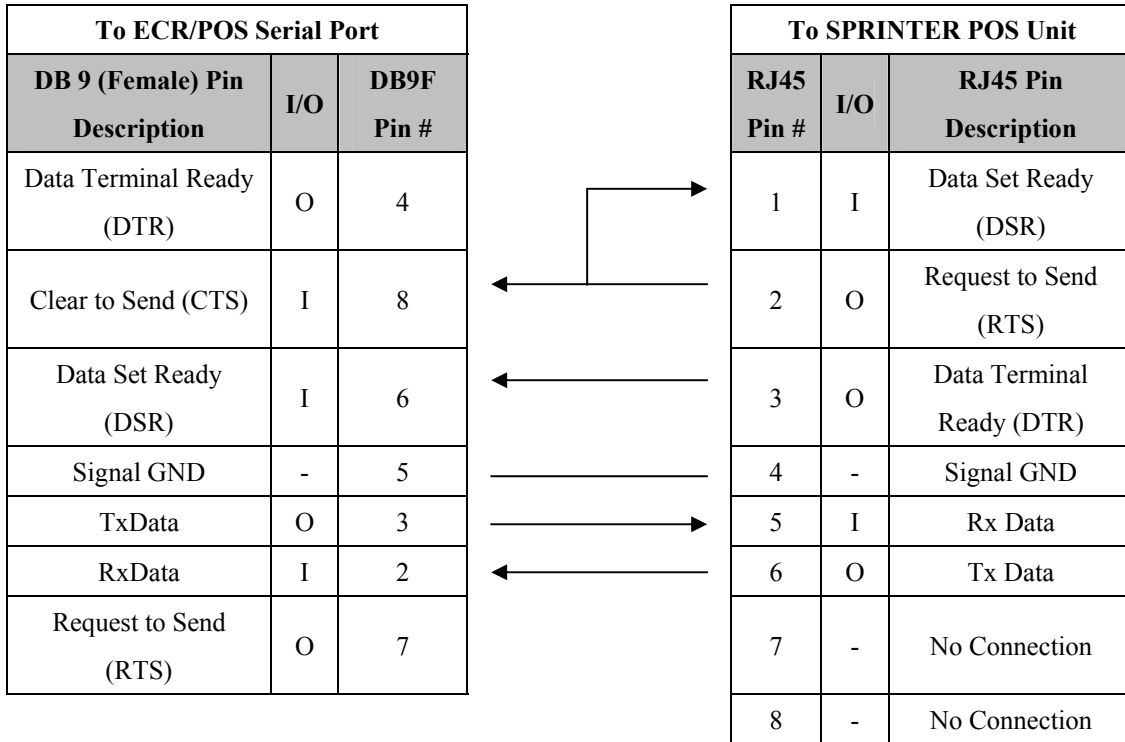 To ECR/POS Serial Port
DB 9 (Female) Pin
Description
I/O
DB9F
Pin #
Data Terminal Ready
(DTR)
O
4
Clear to Send (CTS)
I
8
Data Set Ready
(DSR)
I
6
Signal GND
-
5
TxData
O
3
RxData
I
2
Request to Send
(RTS)
O
7
To SPRINTER POS Unit
RJ45
Pin #
I/O
RJ45 Pin
Description
1
I
Data Set Ready
(DSR)
2
O
Request to Send
(RTS)
3
O
Data Terminal
Ready (DTR)
4
-
Signal GND
5
I
Rx Data
6
O
Tx Data
7
-
No Connection
8
-
No Connection